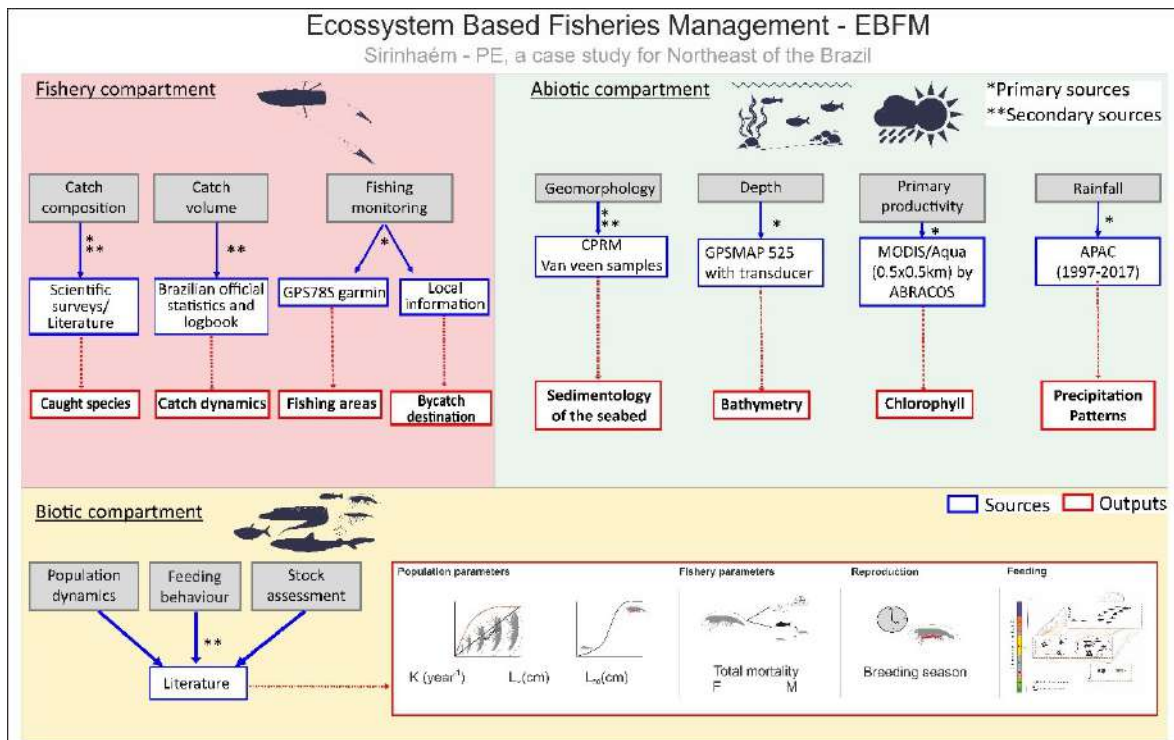 Ecossystem Based Fisheries Management - EBFM
Sirinhaém - PE, a case study for Northeast of the Brazil
Fishery compartment
Catch
composition
Catch
volume
Fishing
monitoring
*
**
**
*
Scientific
surveys/
Literature
Brazilian official
statistics and
logbook
GPS78S garmin
Local
information
Caught species
Catch dynamics
Fishing areas
Bycatch
destination
Abiotic compartment
*Primary sources
**Secondary sources
Geomorphology
Depth
Primary
productivity
Rainfall
*
**
*
*
*
CPRM
Van veen samples
GPSMAP 525
with transducer
MODIS/Aqua
(0.5x0.5km) by
ABRACOS
APAC
(1997-2017)
Sedimentology
of the seabed
Bathymetry
Chlorophyll
Precipitation
Patterns
Biotic compartment
Sources
Outputs
Population
dynamics
Feeding
behaviour
Stock
assessment
**
Literature
Population parameters
K (year-1)
L∞(cm)
L50(cm)
Fishery parameters
Total mortality
F M
Reproduction
Breeding season
Feeding